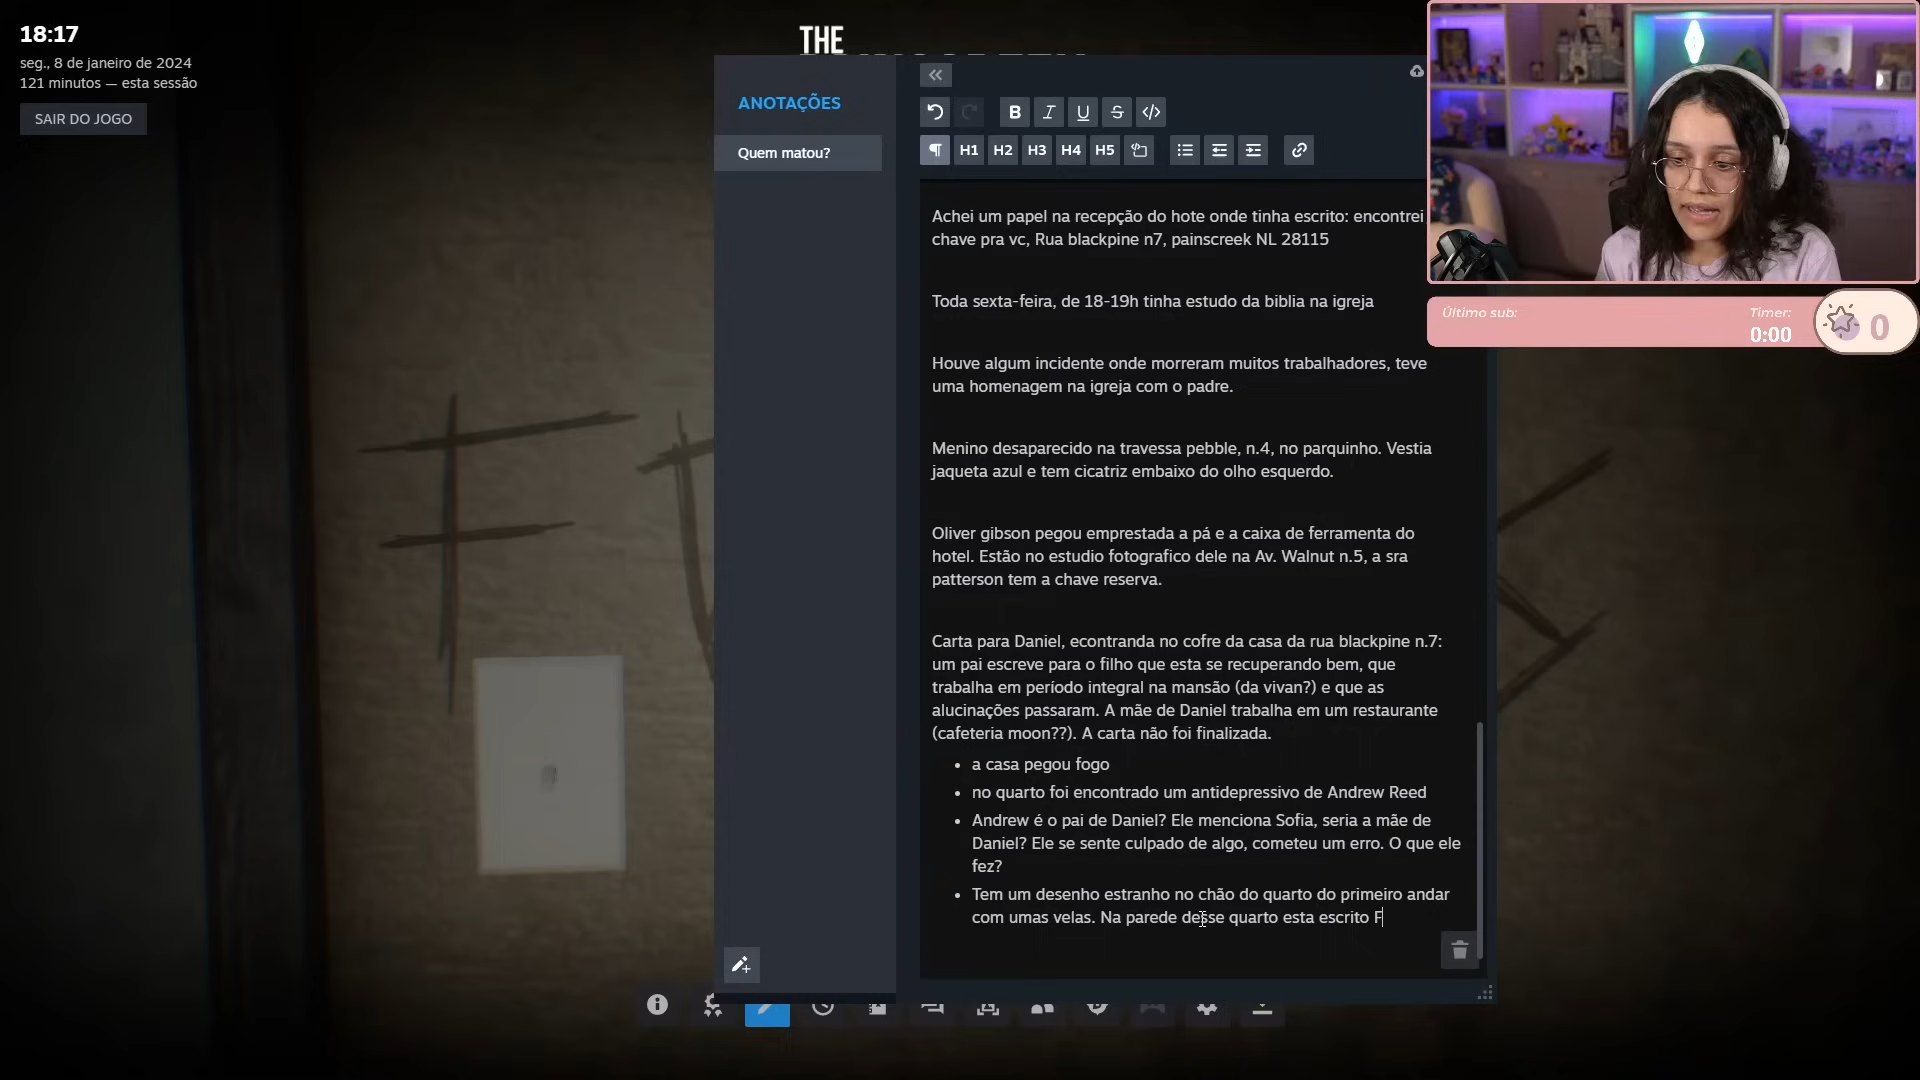 18:17
seg., 8 de janeiro de 2024
121 minutos — esta sessão
SAIR DO JOGO
THE
ANOTAÇÕES
Quem matou?
B I U S </>
¶ H1 H2 H3 H4 H5
Achei um papel na recepção do hote onde tinha escrito: encontrei
chave pra vc, Rua blackpine n7, painscreek NL 28115
Toda sexta-feira, de 18-19h tinha estudo da biblia na igreja
Houve algum incidente onde morreram muitos trabalhadores, teve
uma homenagem na igreja com o padre.
Menino desaparecido na travessa pebble, n.4, no parquinho. Vestia
jaqueta azul e tem cicatriz embaixo do olho esquerdo.
Oliver gibson pegou emprestada a pá e a caixa de ferramenta do
hotel. Estão no estudio fotografico dele na Av. Walnut n.5, a sra
patterson tem a chave reserva.
Carta para Daniel, econtranda no cofre da casa da rua blackpine n.7:
um pai escreve para o filho que esta se recuperando bem, que
trabalha em período integral na mansão (da vivan?) e que as
alucinações passaram. A mãe de Daniel trabalha em um restaurante
(cafeteria moon??). A carta não foi finalizada.
• a casa pegou fogo
• no quarto foi encontrado um antidepressivo de Andrew Reed
• Andrew é o pai de Daniel? Ele menciona Sofia, seria a mãe de
Daniel? Ele se sente culpado de algo, cometeu um erro. O que ele
fez?
• Tem um desenho estranho no chão do quarto do primeiro andar
com umas velas. Na parede desse quarto esta escrito F
Último sub:
Timer:
0:00
0